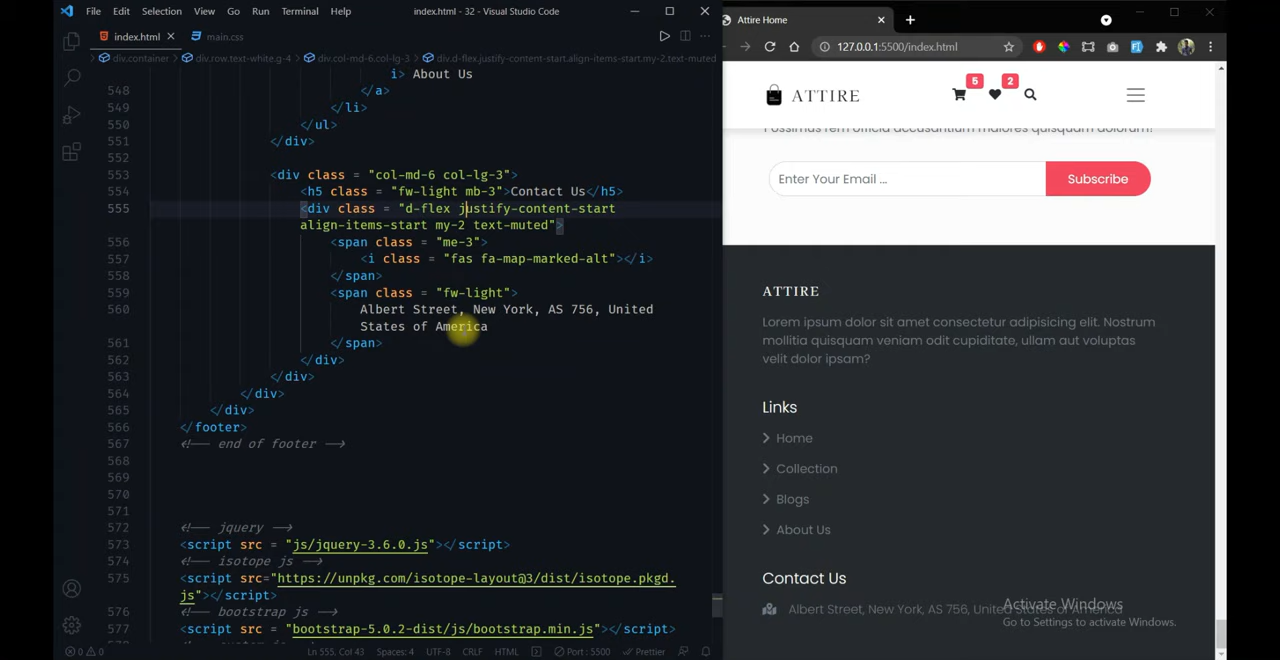 File Edit Selection View Go Run Terminal Help index.html - 32 - Visual Studio Code
index.html main.css
div.container > div.row.text-white.g-4 > div.col-md-6.col-lg-3 > div.d-flex.justify-content-start.align-items-start.my-2.text-muted
i> About Us
548 </a>
549 </li>
550 </ul>
551 </div>
552
553 <div class = "col-md-6 col-lg-3">
554 <h5 class = "fw-light mb-3">Contact Us</h5>
555 <div class = "d-flex justify-content-start
align-items-start my-2 text-muted">
556 <span class = "me-3">
557 <i class = "fas fa-map-marked-alt"></i>
558 </span>
559 <span class = "fw-light">
560 Albert Street, New York, AS 756, United
States of America
561 </span>
562 </div>
563 </div>
564 </div>
565 </div>
566 </footer>
567 <!-- end of footer -->
568
569
570
571
572 <!-- jquery -->
573 <script src = "js/jquery-3.6.0.js"></script>
574 <!-- isotope js -->
575 <script src="https://unpkg.com/isotope-layout@3/dist/isotope.pkgd.
js"></script>
576 <!-- bootstrap js -->
577 <script src = "bootstrap-5.0.2-dist/js/bootstrap.min.js"></script>
0 0 Ln 555, Col 43 Spaces: 4 UTF-8 CRLF HTML Port : 5500 Prettier
Attire Home
127.0.0.1:5500/index.html
ATTIRE 5 2
Possimus rem officia accusantium maiores quisquam dolorum!
Enter Your Email ... Subscribe
ATTIRE
Lorem ipsum dolor sit amet consectetur adipisicing elit. Nostrum
mollitia quisquam veniam odit cupiditate, ullam aut voluptas
velit dolor ipsam?
Links
Home
Collection
Blogs
About Us
Contact Us
Albert Street, New York, AS 756, United States of America
Activate Windows
Go to Settings to activate Windows.